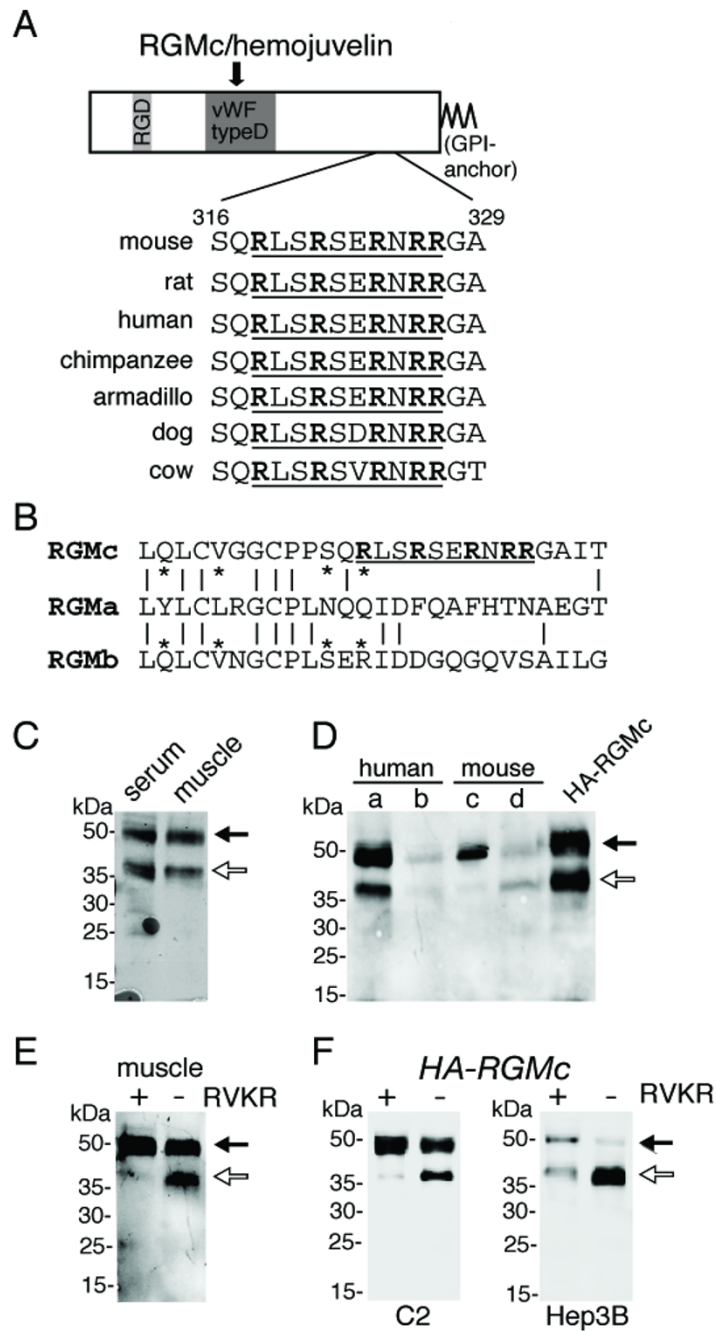 A
RGMc/hemojuvelin
RGD
vWF
typeD
(GPI-
anchor)
316 329
mouse SQRLSRSERNRRGA
rat SQRLSRSERNRRGA
human SQRLSRSERNRRGA
chimpanzee SQRLSRSERNRRGA
armadillo SQRLSRSERNRRGA
dog SQRLSRSDRNRRGA
cow SQRLSRSVRNRRGT
B
RGMc LQLCVGGCPPSQRLSRSERNRRGAIT
RGMa LYLCLRGCPLNQQIDFQAFHTNAEGT
RGMb LQLCVNGCPLSERIDDGQGQVSAILG
C
serum muscle
kDa
50-
35-
30-
25-
15-
D
human mouse HA-RGMc
a b c d
kDa
50-
35-
30-
25-
15-
E
muscle
+ - RVKR
kDa
50-
35-
30-
25-
15-
F
HA-RGMc
+ - + - RVKR
kDa kDa
50- 50-
35- 35-
30- 30-
25- 25-
15- 15-
C2 Hep3B